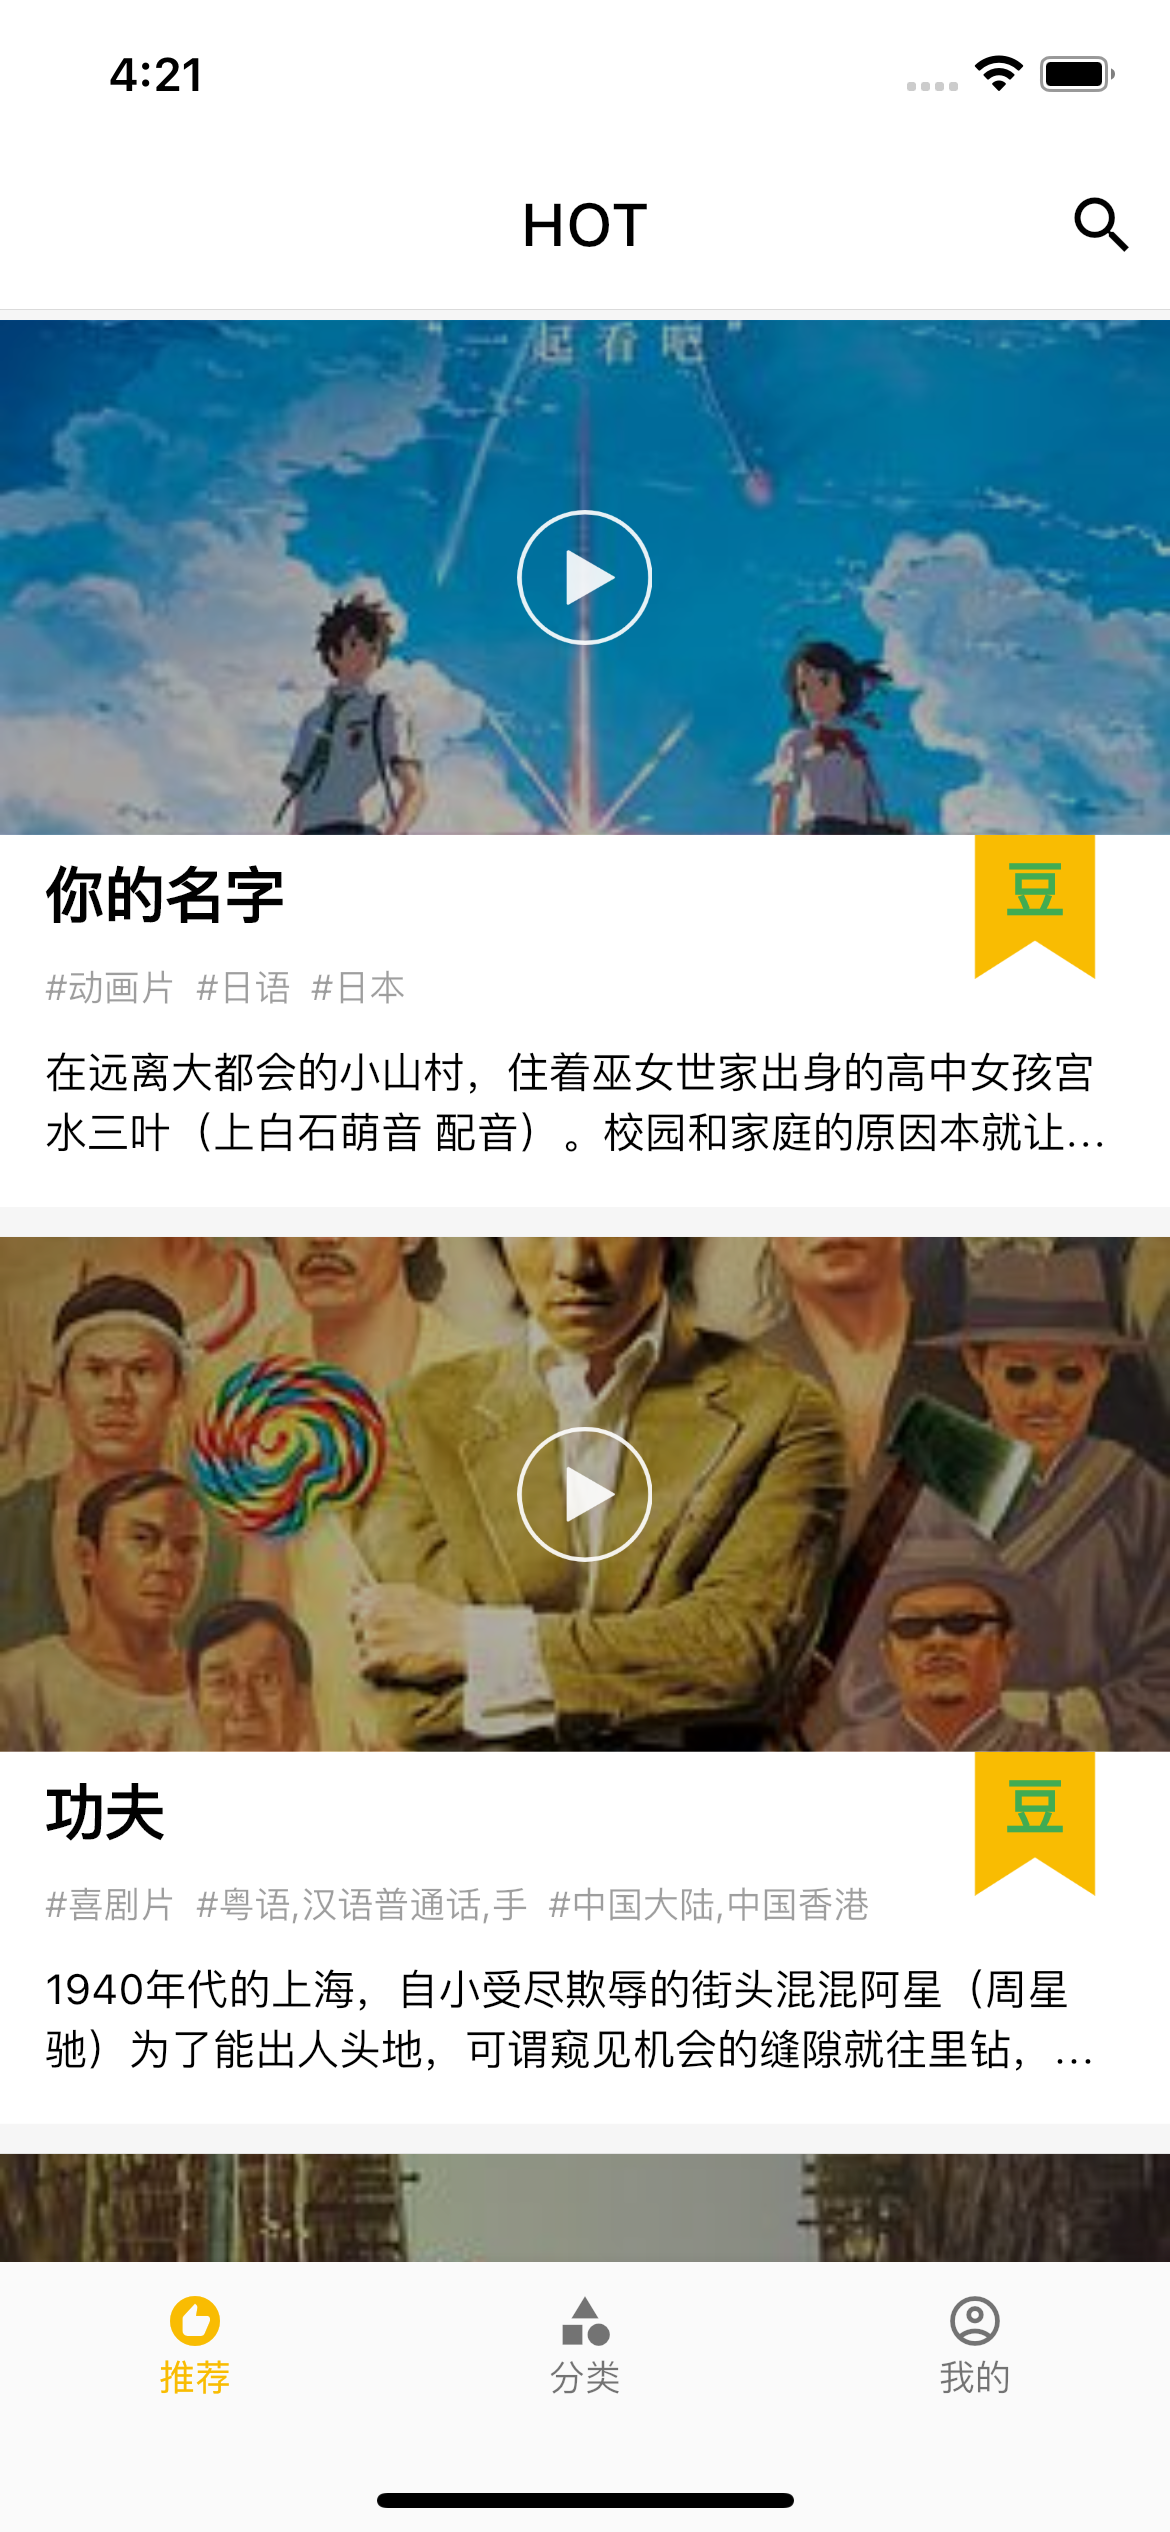 4:21
HOT
"一起看吧"
你的名字
豆
#动画片 #日语 #日本
在远离大都会的小山村，住着巫女世家出身的高中女孩宫
水三叶（上白石萌音 配音）。校园和家庭的原因本就让...
功夫
豆
#喜剧片 #粤语,汉语普通话,手 #中国大陆,中国香港
1940年代的上海，自小受尽欺辱的街头混混阿星（周星
驰）为了能出人头地，可谓窥见机会的缝隙就往里钻，...
推荐
分类
我的